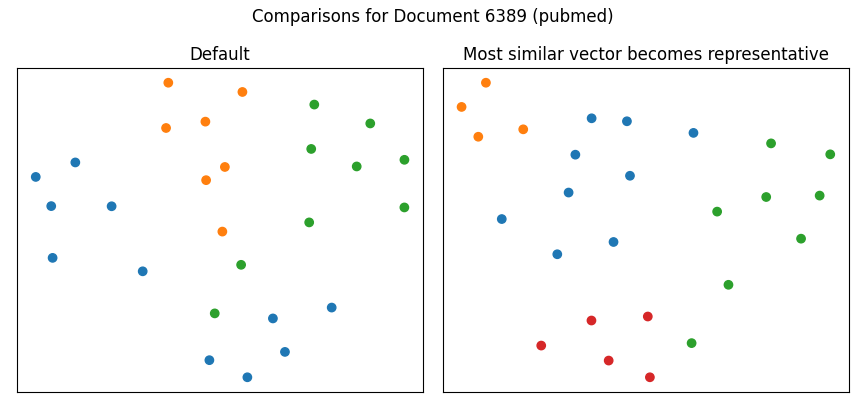 Comparisons for Document 6389 (pubmed)
Default
Most similar vector becomes representative